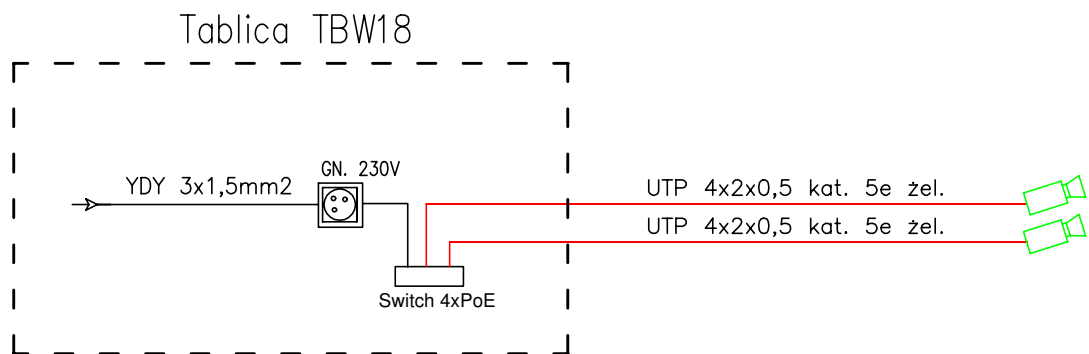 Tablica TBW18
GN. 230V
YDY 3x1,5mm2
UTP 4x2x0,5 kat. 5e żel.
UTP 4x2x0,5 kat. 5e żel.
Switch 4xPoE